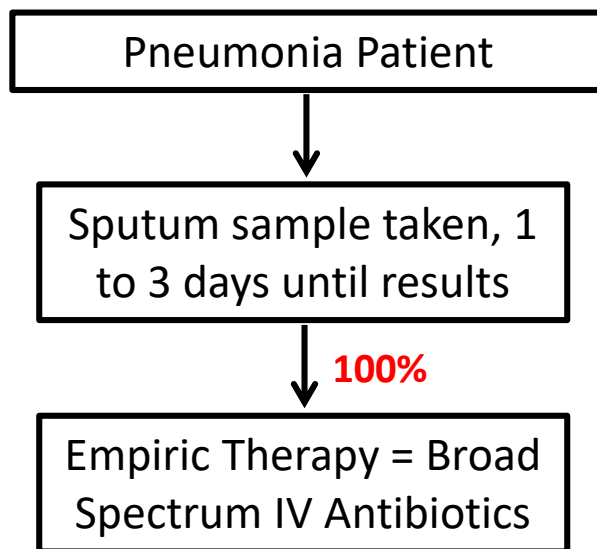 Pneumonia Patient
Sputum sample taken, 1
to 3 days until results
100%
Empiric Therapy = Broad
Spectrum IV Antibiotics